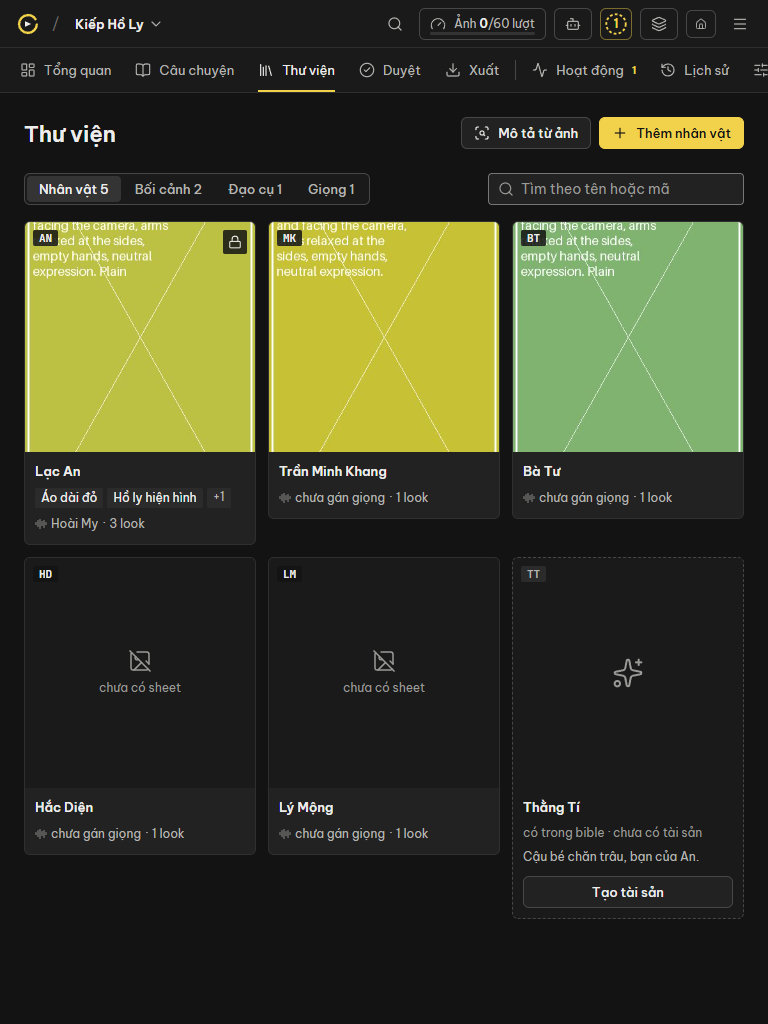 / Kiếp Hồ Ly
Ảnh 0/60 lượt
1
Tổng quan
Câu chuyện
Thư viện
Duyệt
Xuất
Hoạt động 1
Lịch sử
Thư viện
Mô tả từ ảnh
Thêm nhân vật
Nhân vật 5
Bối cảnh 2
Đạo cụ 1
Giọng 1
Tìm theo tên hoặc mã
facing the camera, arms
AN
at the sides,
empty hands, neutral
expression. Plain
Lạc An
Áo dài đỏ
Hồ ly hiện hình
+1
Hoài My · 3 look
and facing the camera,
MK
relaxed at the
sides, empty hands,
neutral expression.
Trần Minh Khang
chưa gán giọng · 1 look
facing the camera, arms
BT
at the sides,
empty hands, neutral
expression. Plain
Bà Tư
chưa gán giọng · 1 look
HD
chưa có sheet
Hắc Diện
chưa gán giọng · 1 look
LM
chưa có sheet
Lý Mộng
chưa gán giọng · 1 look
TT
Thằng Tí
có trong bible · chưa có tài sản
Cậu bé chăn trâu, bạn của An.
Tạo tài sản